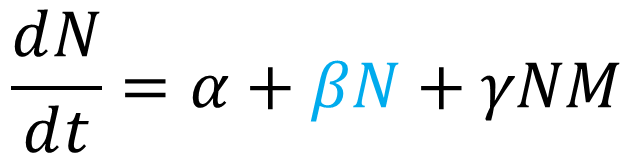 dN/dt = α + βN + γNM